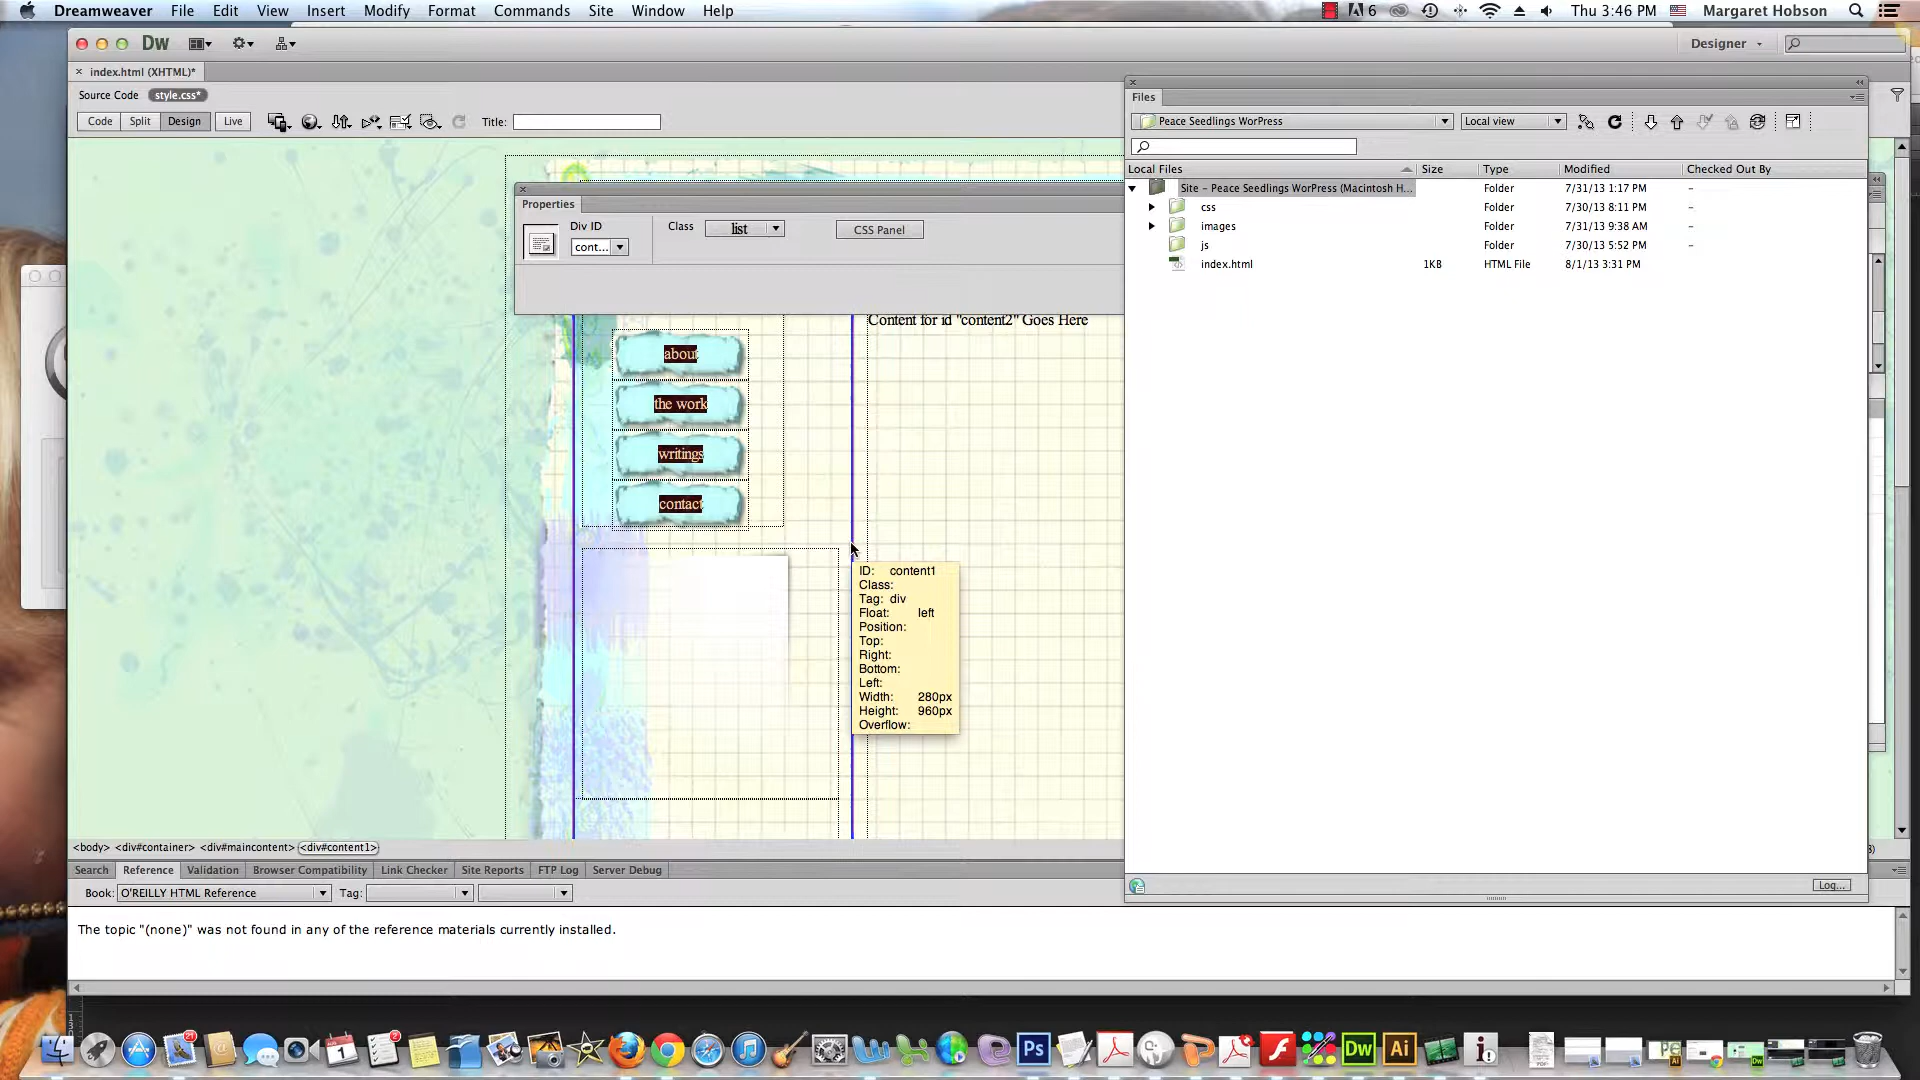 Dreamweaver File Edit View Insert Modify Format Commands Site Window Help
6 Thu 3:46 PM Margaret Hobson
Dw Designer
index.html (XHTML)*
Source Code style.css*
Code Split Design Live Title:
Files
Peace Seedlings WorPress Local view
Local Files Size Type Modified Checked Out By
Site – Peace Seedlings WorPress (Macintosh H... Folder 7/31/13 1:17 PM –
css Folder 7/30/13 8:11 PM –
images Folder 7/31/13 9:38 AM –
js Folder 7/30/13 5:52 PM –
index.html 1KB HTML File 8/1/13 3:31 PM
Log...
Properties
Div ID Class list CSS Panel
cont...
Content for id "content2" Goes Here
about
the work
writings
contact
ID: content1
Class:
Tag: div
Float: left
Position:
Top:
Right:
Bottom:
Left:
Width: 280px
Height: 960px
Overflow:
<body> <div#container> <div#maincontent> <div#content1>
Search Reference Validation Browser Compatibility Link Checker Site Reports FTP Log Server Debug
Book: O'REILLY HTML Reference Tag:
The topic "(none)" was not found in any of the reference materials currently installed.
21 1 2 Ps Dw Ai